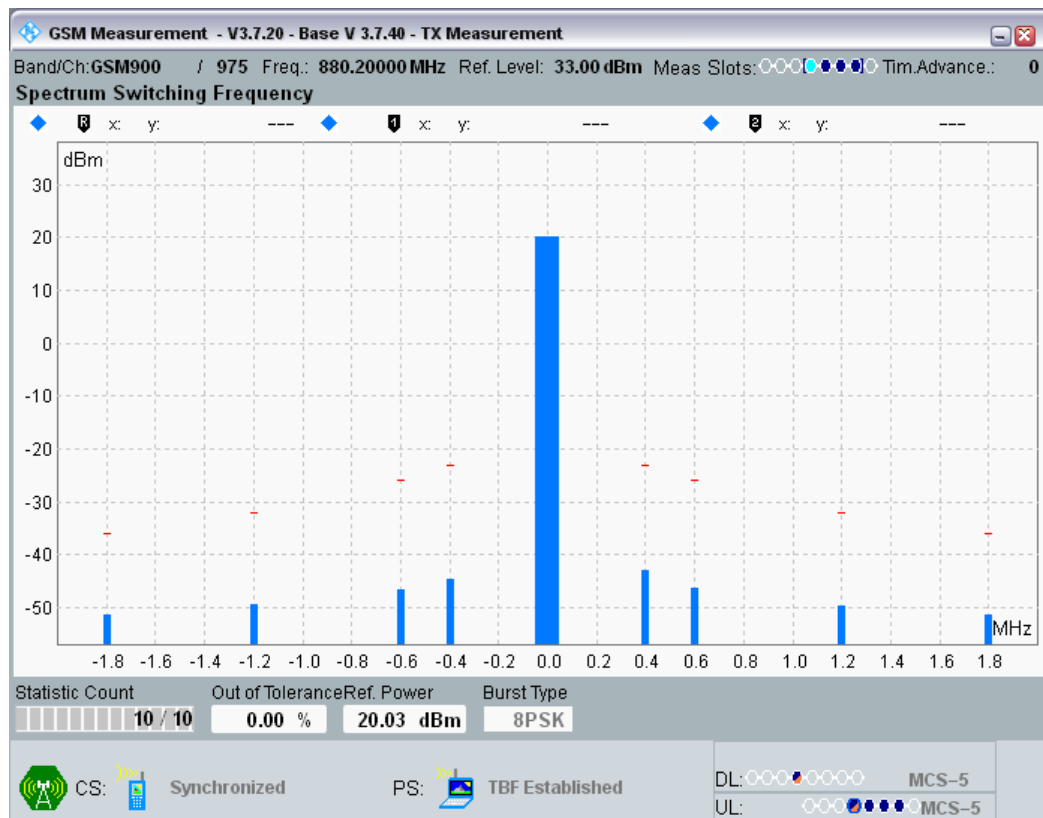 GSM Measurement - V3.7.20 - Base V 3.7.40 - TX Measurement
Band/Ch:GSM900 / 975 Freq.: 880.20000 MHz Ref. Level: 33.00 dBm Meas Slots: Tim.Advance.: 0
Spectrum Switching Frequency
R x: y: --- 1 x: y: --- 2 x: y: ---
dBm
30
20
10
0
-10
-20
-30
-40
-50
MHz
-1.8 -1.6 -1.4 -1.2 -1.0 -0.8 -0.6 -0.4 -0.2 0.0 0.2 0.4 0.6 0.8 1.0 1.2 1.4 1.6 1.8
Statistic Count Out of Tolerance Ref. Power Burst Type
10 / 10 0.00 % 20.03 dBm 8PSK
CS: Synchronized PS: TBF Established
DL: MCS-5
UL: MCS-5